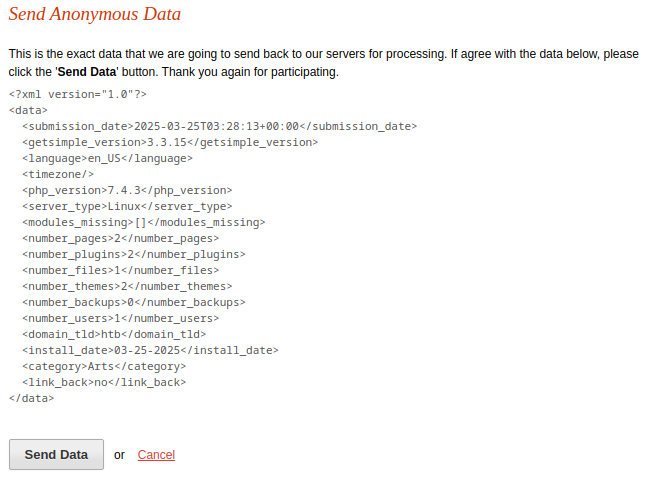 Send Anonymous Data
This is the exact data that we are going to send back to our servers for processing. If agree with the data below, please
click the 'Send Data' button. Thank you again for participating.
<?xml version="1.0"?>
<data>
  <submission_date>2025-03-25T03:28:13+00:00</submission_date>
  <getsimple_version>3.3.15</getsimple_version>
  <language>en_US</language>
  <timezone/>
  <php_version>7.4.3</php_version>
  <server_type>Linux</server_type>
  <modules_missing>[]</modules_missing>
  <number_pages>2</number_pages>
  <number_plugins>2</number_plugins>
  <number_files>1</number_files>
  <number_themes>2</number_themes>
  <number_backups>0</number_backups>
  <number_users>1</number_users>
  <domain_tld>htb</domain_tld>
  <install_date>03-25-2025</install_date>
  <category>Arts</category>
  <link_back>no</link_back>
</data>
Send Data or Cancel